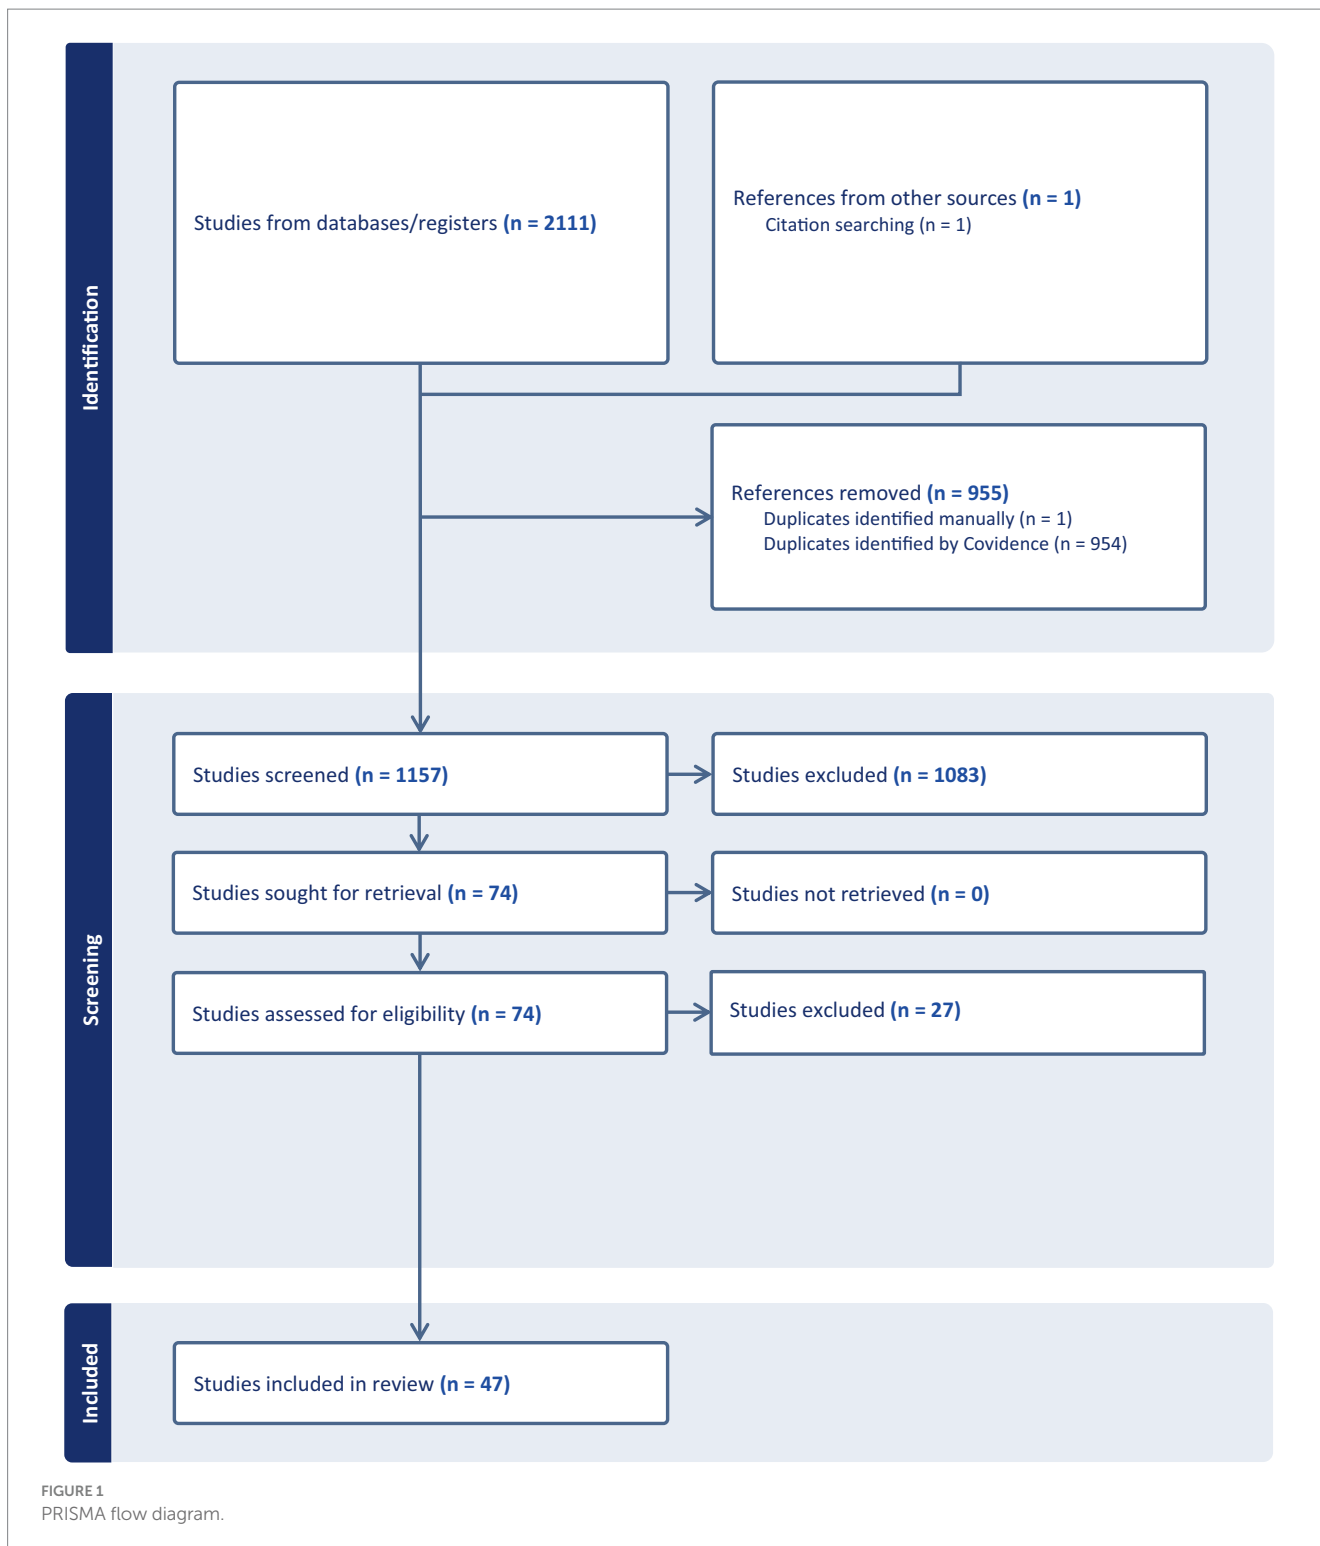 Identification
Studies from databases/registers (n = 2111)
References from other sources (n = 1)
Citation searching (n = 1)
References removed (n = 955)
Duplicates identified manually (n = 1)
Duplicates identified by Covidence (n = 954)
Screening
Studies screened (n = 1157)
Studies excluded (n = 1083)
Studies sought for retrieval (n = 74)
Studies not retrieved (n = 0)
Studies assessed for eligibility (n = 74)
Studies excluded (n = 27)
Included
Studies included in review (n = 47)
FIGURE 1
PRISMA flow diagram.